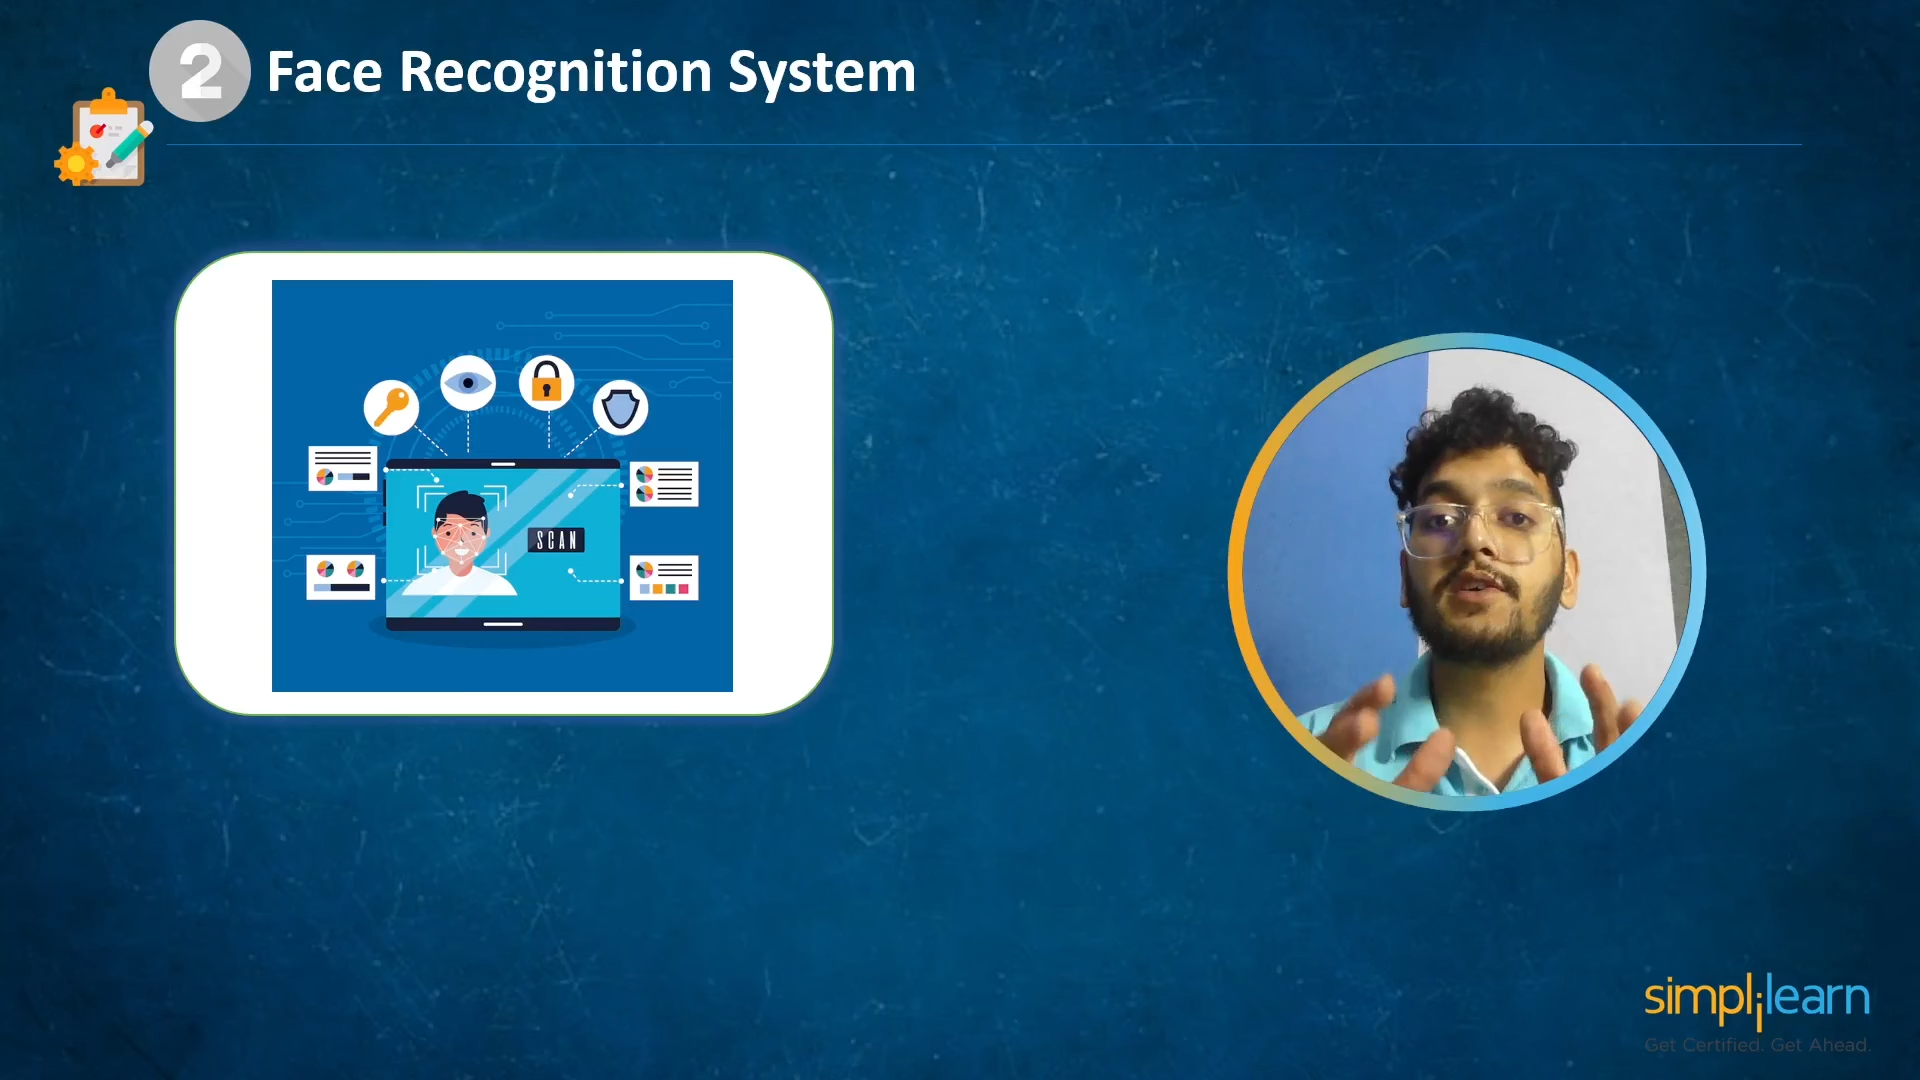 2 Face Recognition System
SCAN
simplilearn
Get Certified. Get Ahead.